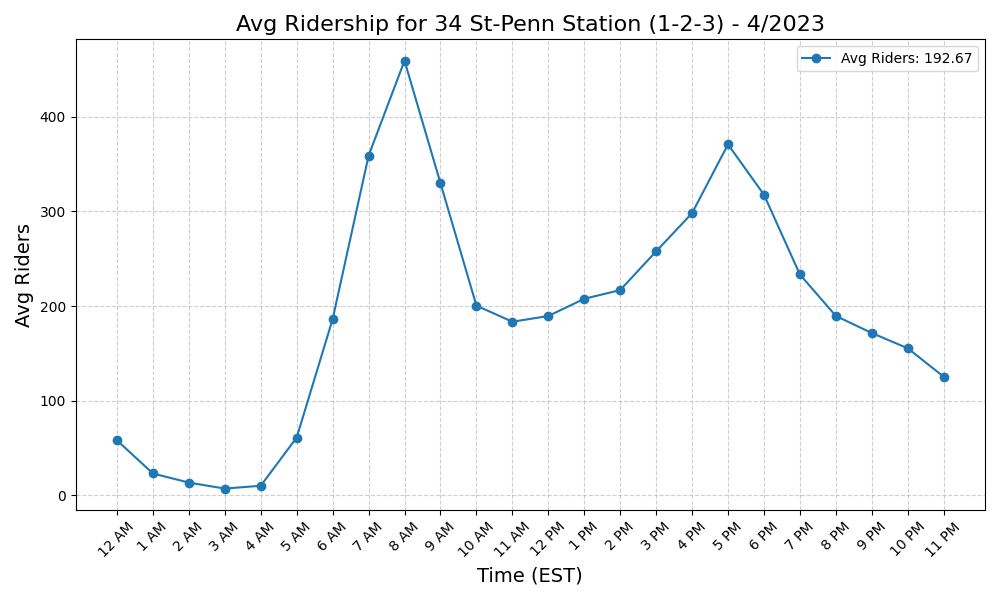 Avg Ridership for 34 St-Penn Station (1-2-3) - 4/2023
Avg Riders: 192.67
Avg Riders
400
300
200
100
0
12 AM
1 AM
2 AM
3 AM
4 AM
5 AM
6 AM
7 AM
8 AM
9 AM
10 AM
11 AM
12 PM
1 PM
2 PM
3 PM
4 PM
5 PM
6 PM
7 PM
8 PM
9 PM
10 PM
11 PM
Time (EST)